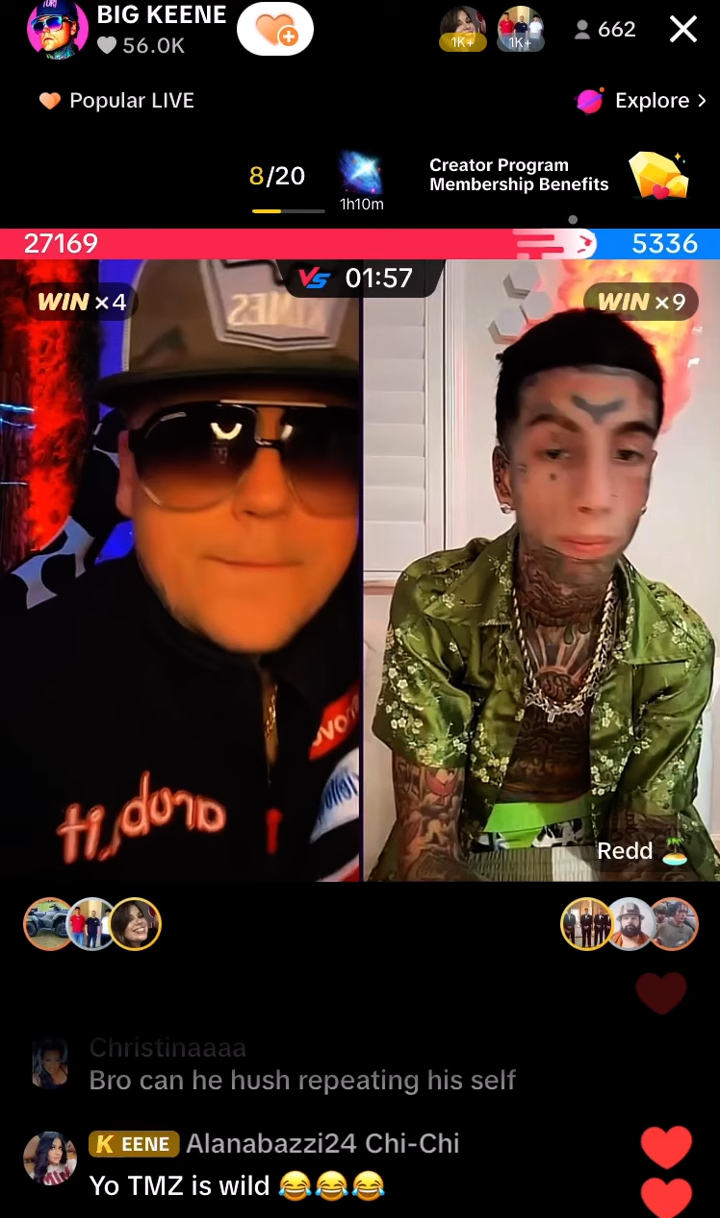 BIG KEENE
56.0K
1K+
1K+
662
Popular LIVE
Explore >
8/20
1h10m
Creator Program
Membership Benefits
27169
5336
VS 01:57
WIN ×4
WIN ×9
Redd 🏝️
Christinaaaa
Bro can he hush repeating his self
K EENE Alanabazzi24 Chi-Chi
Yo TMZ is wild 😂😂😂